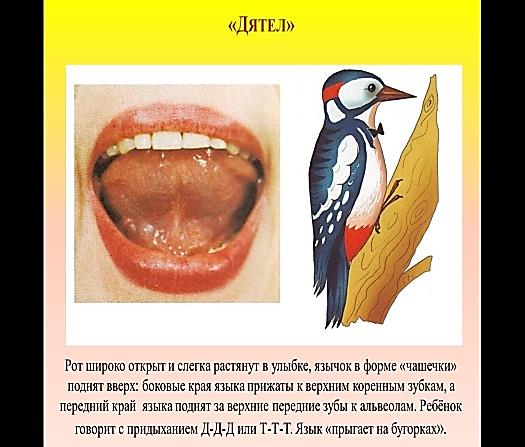 «Дятел»
Рот широко открыт и слегка растянут в улыбке, язычок в форме «чашечки»
поднят вверх: боковые края языка прижаты к верхним коренным зубкам, а
передний край языка поднят за верхние передние зубы к альвеолам. Ребёнок
говорит с придыханием Д-Д-Д или Т-Т-Т. Язык «прыгает на бугорках».